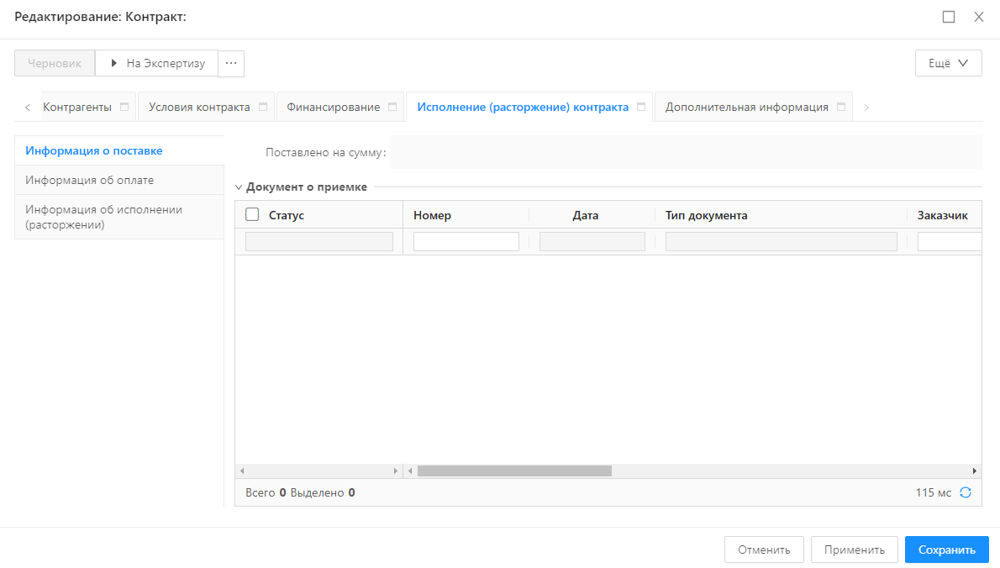 Редактирование: Контракт:
Черновик На Экспертизу ... Ещё
Контрагенты Условия контракта Финансирование Исполнение (расторжение) контракта Дополнительная информация
Информация о поставке
Информация об оплате
Информация об исполнении
(расторжении)
Поставлено на сумму:
Документ о приемке
Статус Номер Дата Тип документа Заказчик
Всего 0 Выделено 0 115 мс
Отменить Применить Сохранить